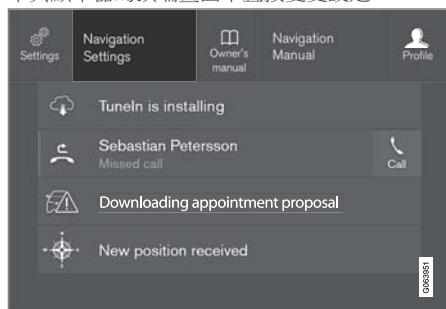 Settings
Navigation
Settings
Owner's
manual
Navigation
Manual
Profile
TuneIn is installing
Sebastian Petersson
Missed call
Call
Downloading appointment proposal
New position received
G063951